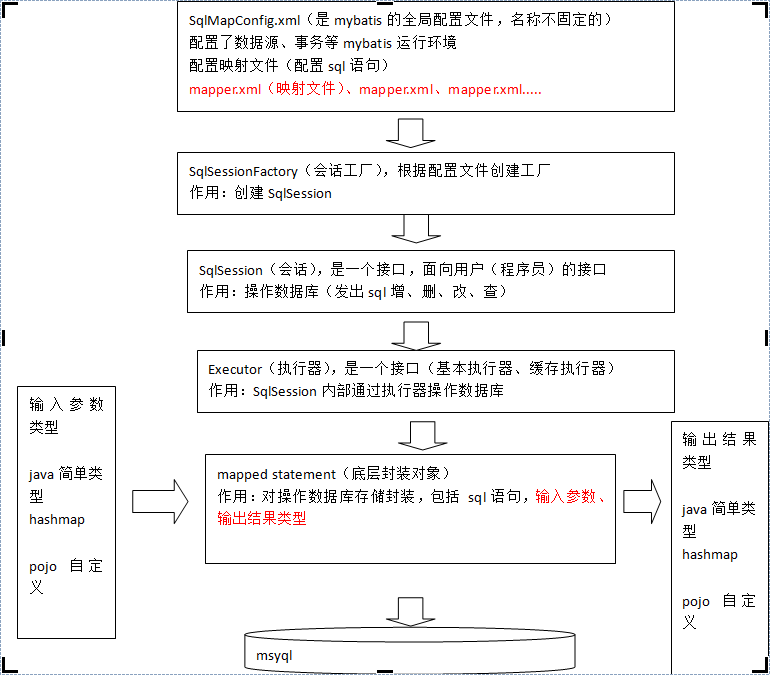 SqlMapConfig.xml（是 mybatis 的全局配置文件，名称不固定的）
配置了数据源、事务等 mybatis 运行环境
配置映射文件（配置 sql 语句）
mapper.xml（映射文件）、mapper.xml、mapper.xml.....
SqlSessionFactory（会话工厂），根据配置文件创建工厂
作用：创建 SqlSession
SqlSession（会话），是一个接口，面向用户（程序员）的接口
作用：操作数据库（发出 sql 增、删、改、查）
Executor（执行器），是一个接口（基本执行器、缓存执行器）
作用：SqlSession 内部通过执行器操作数据库
输入参数
类型
java 简单类
型
hashmap
pojo 自定
义
mapped statement（底层封装对象）
作用：对操作数据库存储封装，包括 sql 语句，输入参数、
输出结果类型
输出结果
类型
java 简单类
型
hashmap
pojo 自定
义
msyql